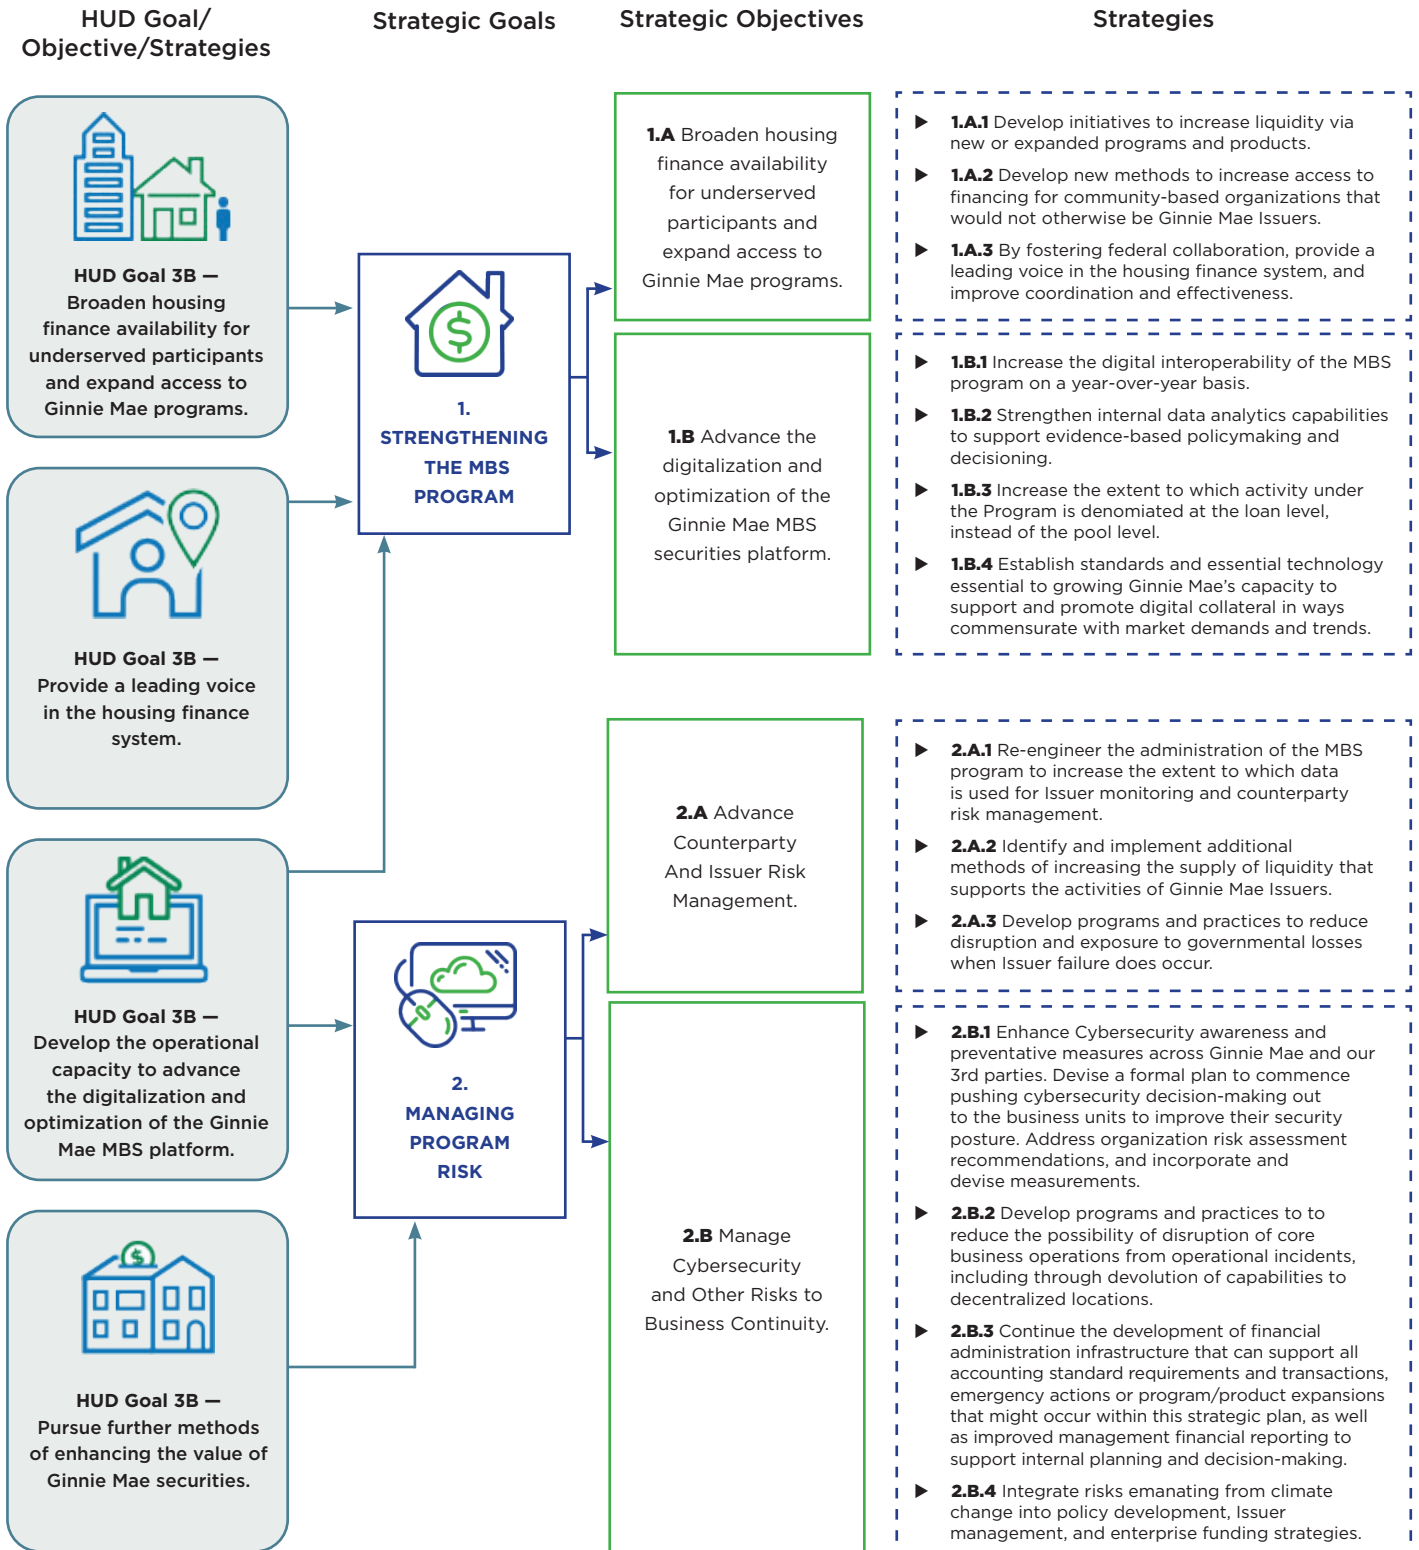 HUD Goal/
Objective/Strategies
Strategic Goals
Strategic Objectives
Strategies
HUD Goal 3B —
Broaden housing
finance availability for
underserved participants
and expand access to
Ginnie Mae programs.
HUD Goal 3B —
Provide a leading voice
in the housing finance
system.
HUD Goal 3B —
Develop the operational
capacity to advance
the digitalization and
optimization of the Ginnie
Mae MBS platform.
HUD Goal 3B —
Pursue further methods
of enhancing the value of
Ginnie Mae securities.
$
1.
STRENGTHENING
THE MBS
PROGRAM
2.
MANAGING
PROGRAM
RISK
1.A Broaden housing
finance availability
for underserved
participants and
expand access to
Ginnie Mae programs.
1.B Advance the
digitalization and
optimization of the
Ginnie Mae MBS
securities platform.
2.A Advance
Counterparty
And Issuer Risk
Management.
2.B Manage
Cybersecurity
and Other Risks to
Business Continuity.
1.A.1 Develop initiatives to increase liquidity via
new or expanded programs and products.
1.A.2 Develop new methods to increase access to
financing for community-based organizations that
would not otherwise be Ginnie Mae Issuers.
1.A.3 By fostering federal collaboration, provide a
leading voice in the housing finance system, and
improve coordination and effectiveness.
1.B.1 Increase the digital interoperability of the MBS
program on a year-over-year basis.
1.B.2 Strengthen internal data analytics capabilities
to support evidence-based policymaking and
decisioning.
1.B.3 Increase the extent to which activity under
the Program is denomiated at the loan level,
instead of the pool level.
1.B.4 Establish standards and essential technology
essential to growing Ginnie Mae’s capacity to
support and promote digital collateral in ways
commensurate with market demands and trends.
2.A.1 Re-engineer the administration of the MBS
program to increase the extent to which data
is used for Issuer monitoring and counterparty
risk management.
2.A.2 Identify and implement additional
methods of increasing the supply of liquidity that
supports the activities of Ginnie Mae Issuers.
2.A.3 Develop programs and practices to reduce
disruption and exposure to governmental losses
when Issuer failure does occur.
2.B.1 Enhance Cybersecurity awareness and
preventative measures across Ginnie Mae and our
3rd parties. Devise a formal plan to commence
pushing cybersecurity decision-making out
to the business units to improve their security
posture. Address organization risk assessment
recommendations, and incorporate and
devise measurements.
2.B.2 Develop programs and practices to to
reduce the possibility of disruption of core
business operations from operational incidents,
including through devolution of capabilities to
decentralized locations.
2.B.3 Continue the development of financial
administration infrastructure that can support all
accounting standard requirements and transactions,
emergency actions or program/product expansions
that might occur within this strategic plan, as well
as improved management financial reporting to
support internal planning and decision-making.
2.B.4 Integrate risks emanating from climate
change into policy development, Issuer
management, and enterprise funding strategies.
$